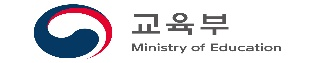 교육부
Ministry of Education